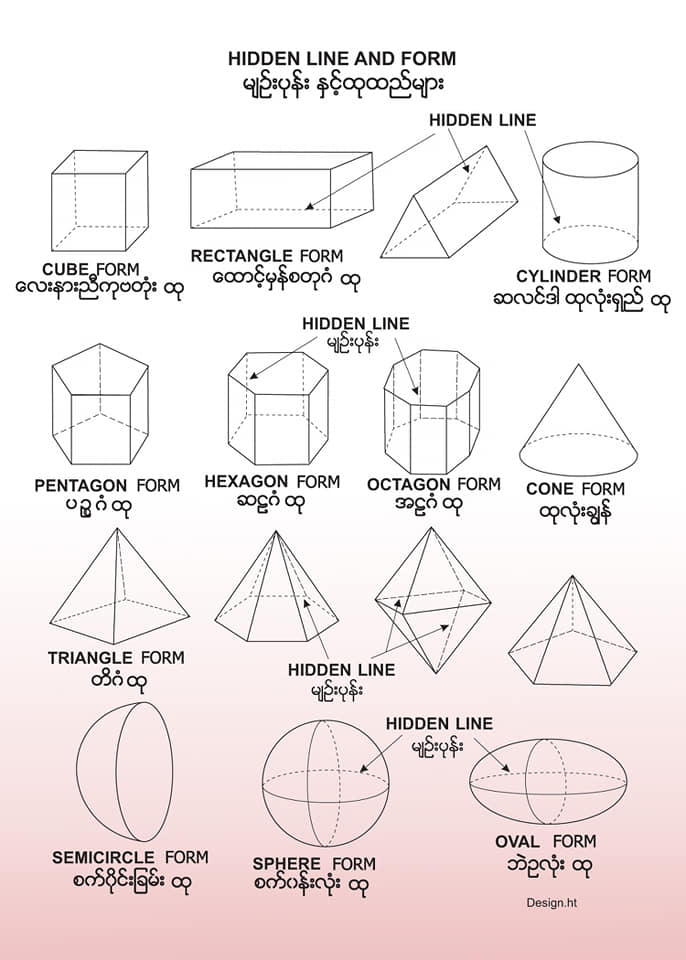 HIDDEN LINE AND FORM
မျဉ်းပုန်း နှင့်ထုထည်များ
HIDDEN LINE
CUBE FORM
လေးနားညီကုဗတုံး ထု
RECTANGLE FORM
ထောင့်မှန်စတုဂံ ထု
CYLINDER FORM
ဆလင်ဒါ ထုလုံးရှည် ထု
HIDDEN LINE
မျဉ်းပုန်း
PENTAGON FORM
ပဉ္စဂံ ထု
HEXAGON FORM
ဆဋ္ဌဂံ ထု
OCTAGON FORM
အဋ္ဌဂံ ထု
CONE FORM
ထုလုံးချွန်
TRIANGLE FORM
တိဂံ ထု
HIDDEN LINE
မျဉ်းပုန်း
HIDDEN LINE
မျဉ်းပုန်း
SEMICIRCLE FORM
စက်ဝိုင်းခြမ်း ထု
SPHERE FORM
စက်ဝန်းလုံး ထု
OVAL FORM
ဘဲဥလုံး ထု
Design.ht